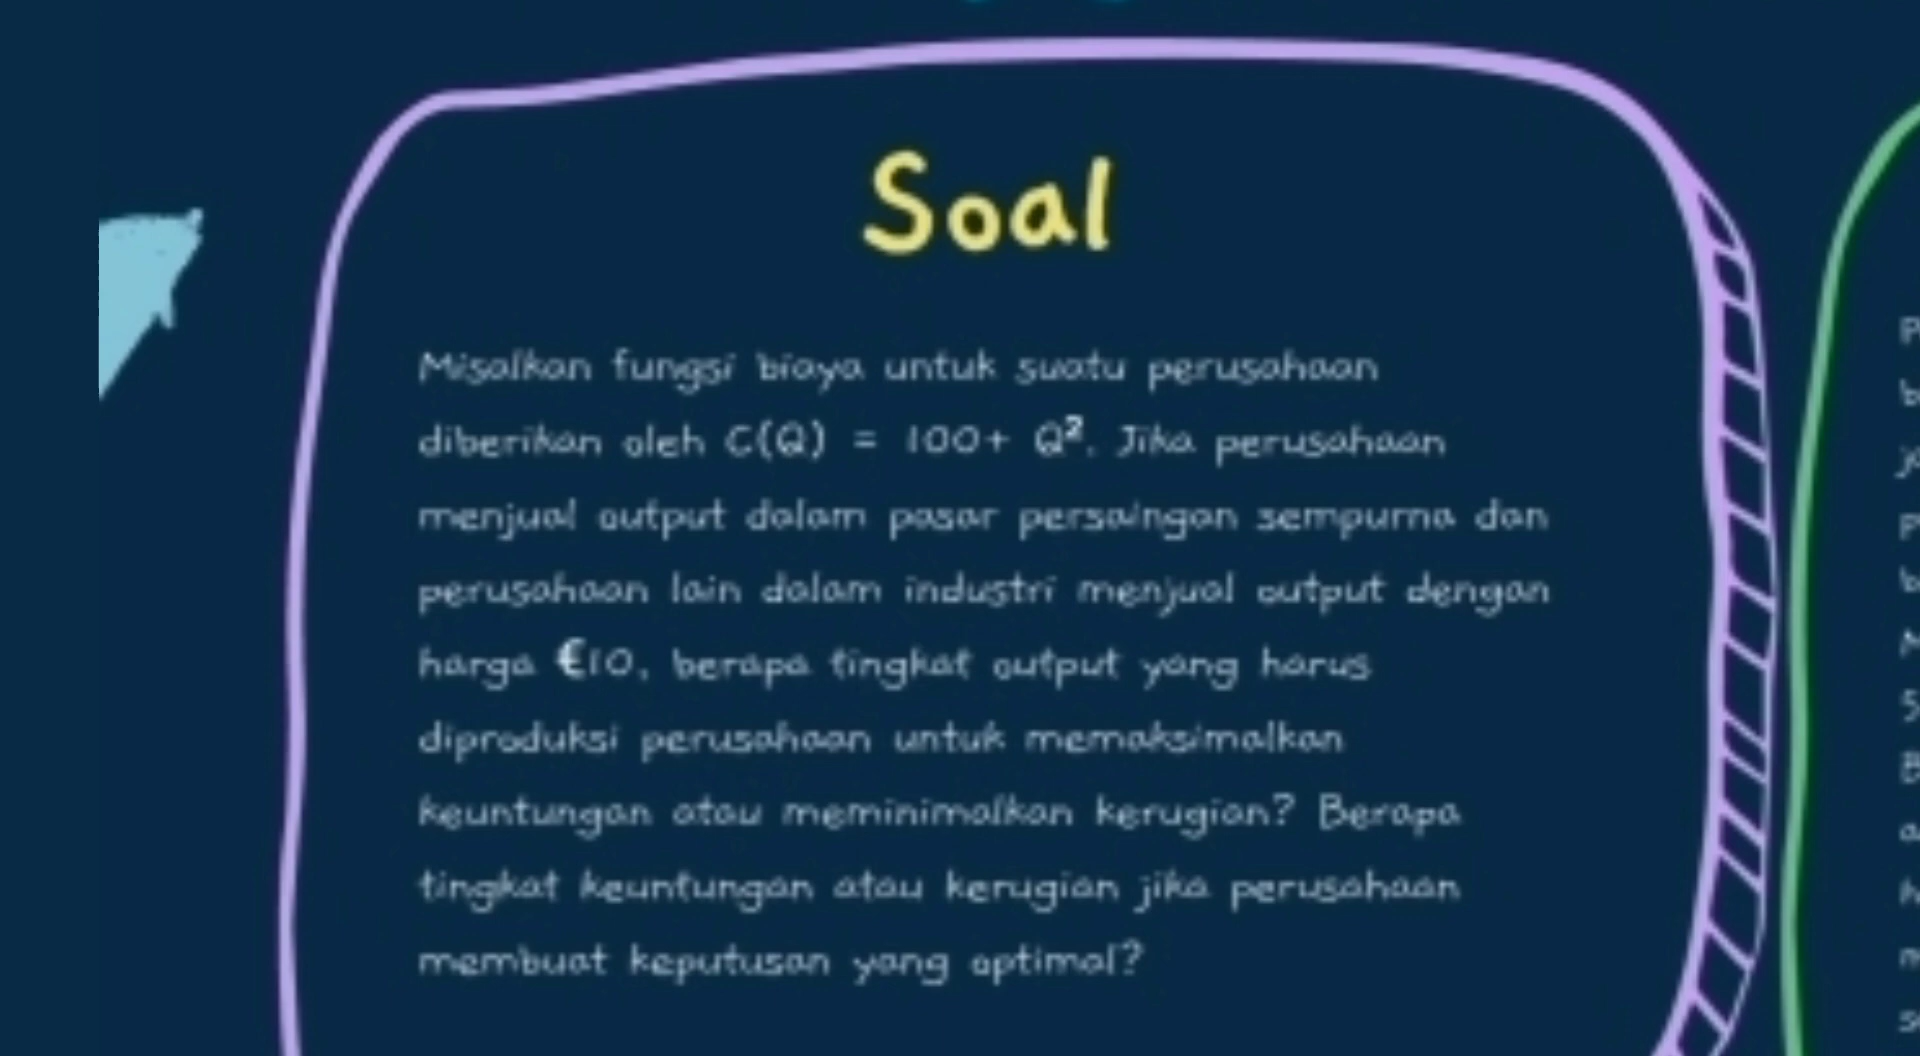 Soal
Misalkan fungsi biaya untuk suatu perusahaan
diberikan oleh C(Q) = 100+ Q². Jika perusahaan
menjual output dalam pasar persaingan sempurna dan
perusahaan lain dalam industri menjual output dengan
harga €10, berapa tingkat output yang harus
diproduksi perusahaan untuk memaksimalkan
keuntungan atau meminimalkan kerugian? Berapa
tingkat keuntungan atau kerugian jika perusahaan
membuat keputusan yang optimal?